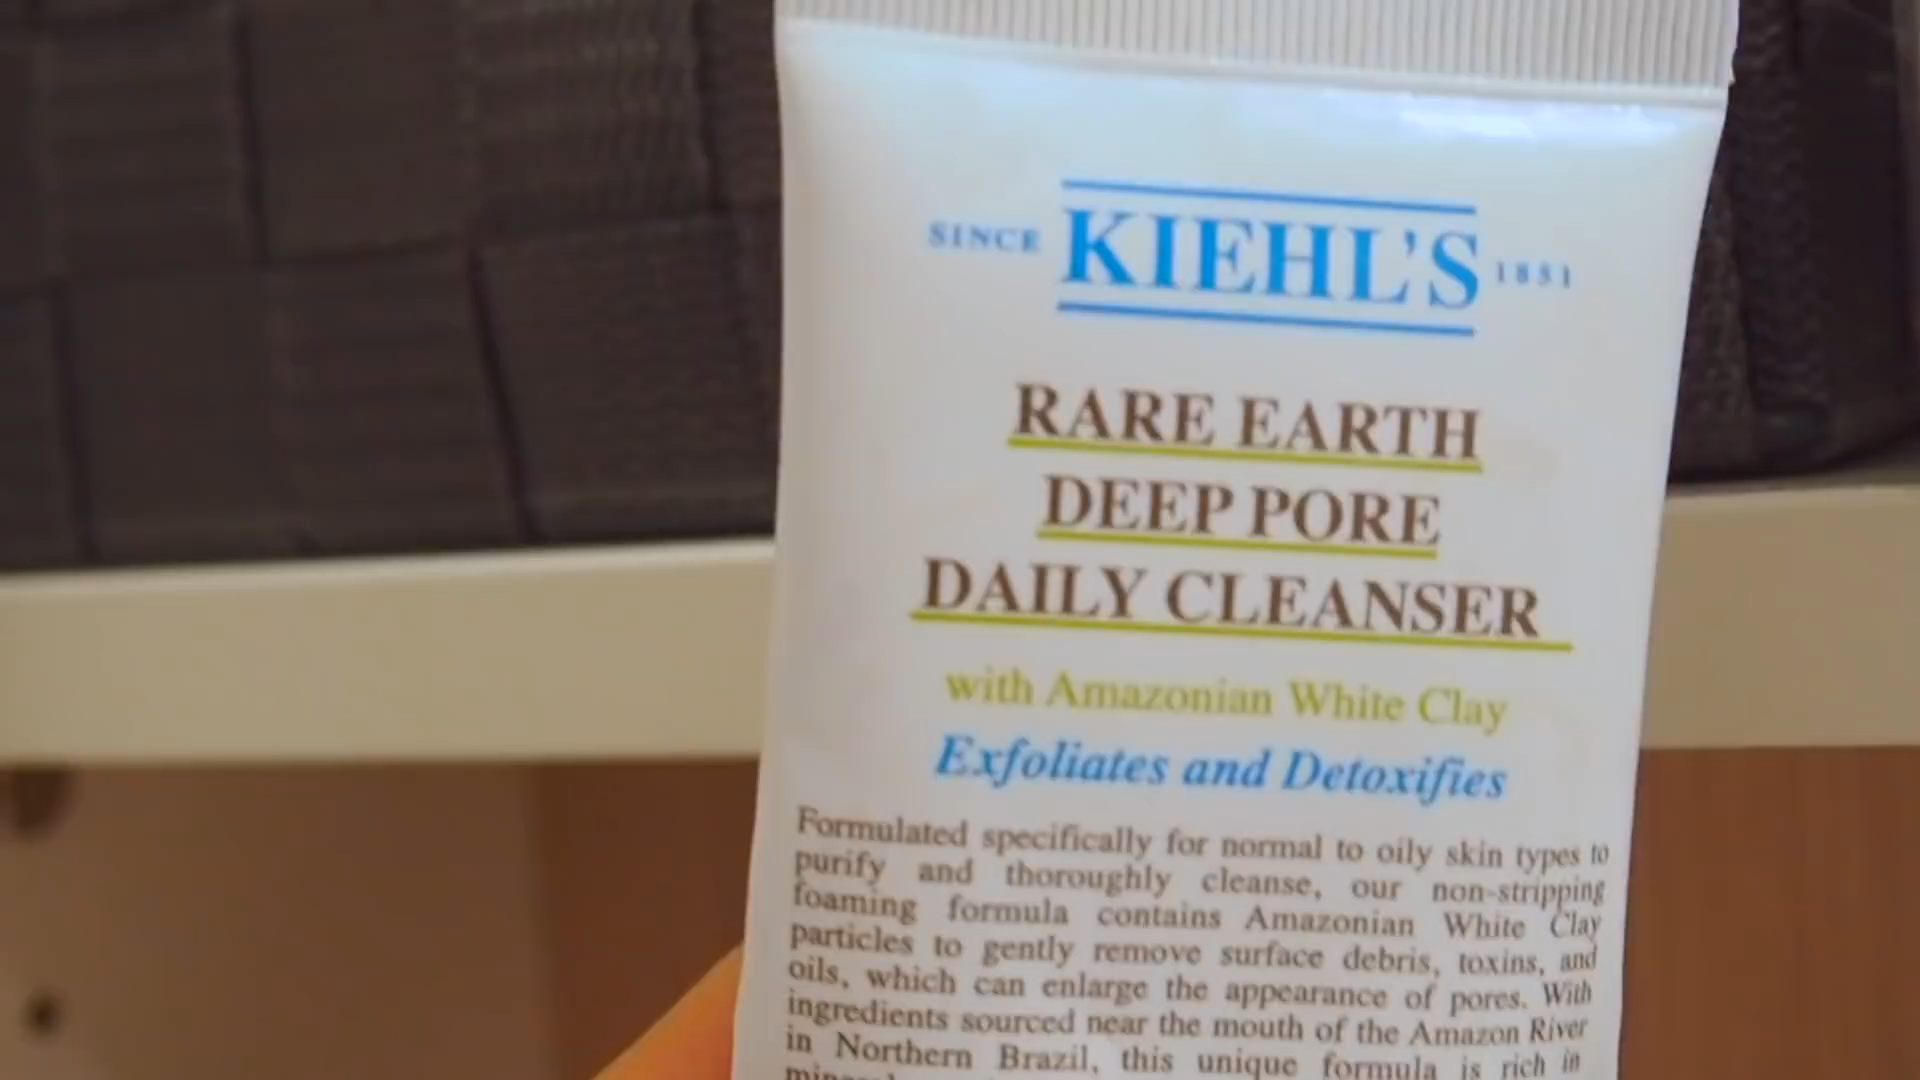 SINCE KIEHL'S 1851
RARE EARTH
DEEP PORE
DAILY CLEANSER
with Amazonian White Clay
Exfoliates and Detoxifies
Formulated specifically for normal to oily skin types to
purify and thoroughly cleanse, our non-stripping
foaming formula contains Amazonian White Clay
particles to gently remove surface debris, toxins, and
oils, which can enlarge the appearance of pores. With
ingredients sourced near the mouth of the Amazon River
in Northern Brazil, this unique formula is rich in